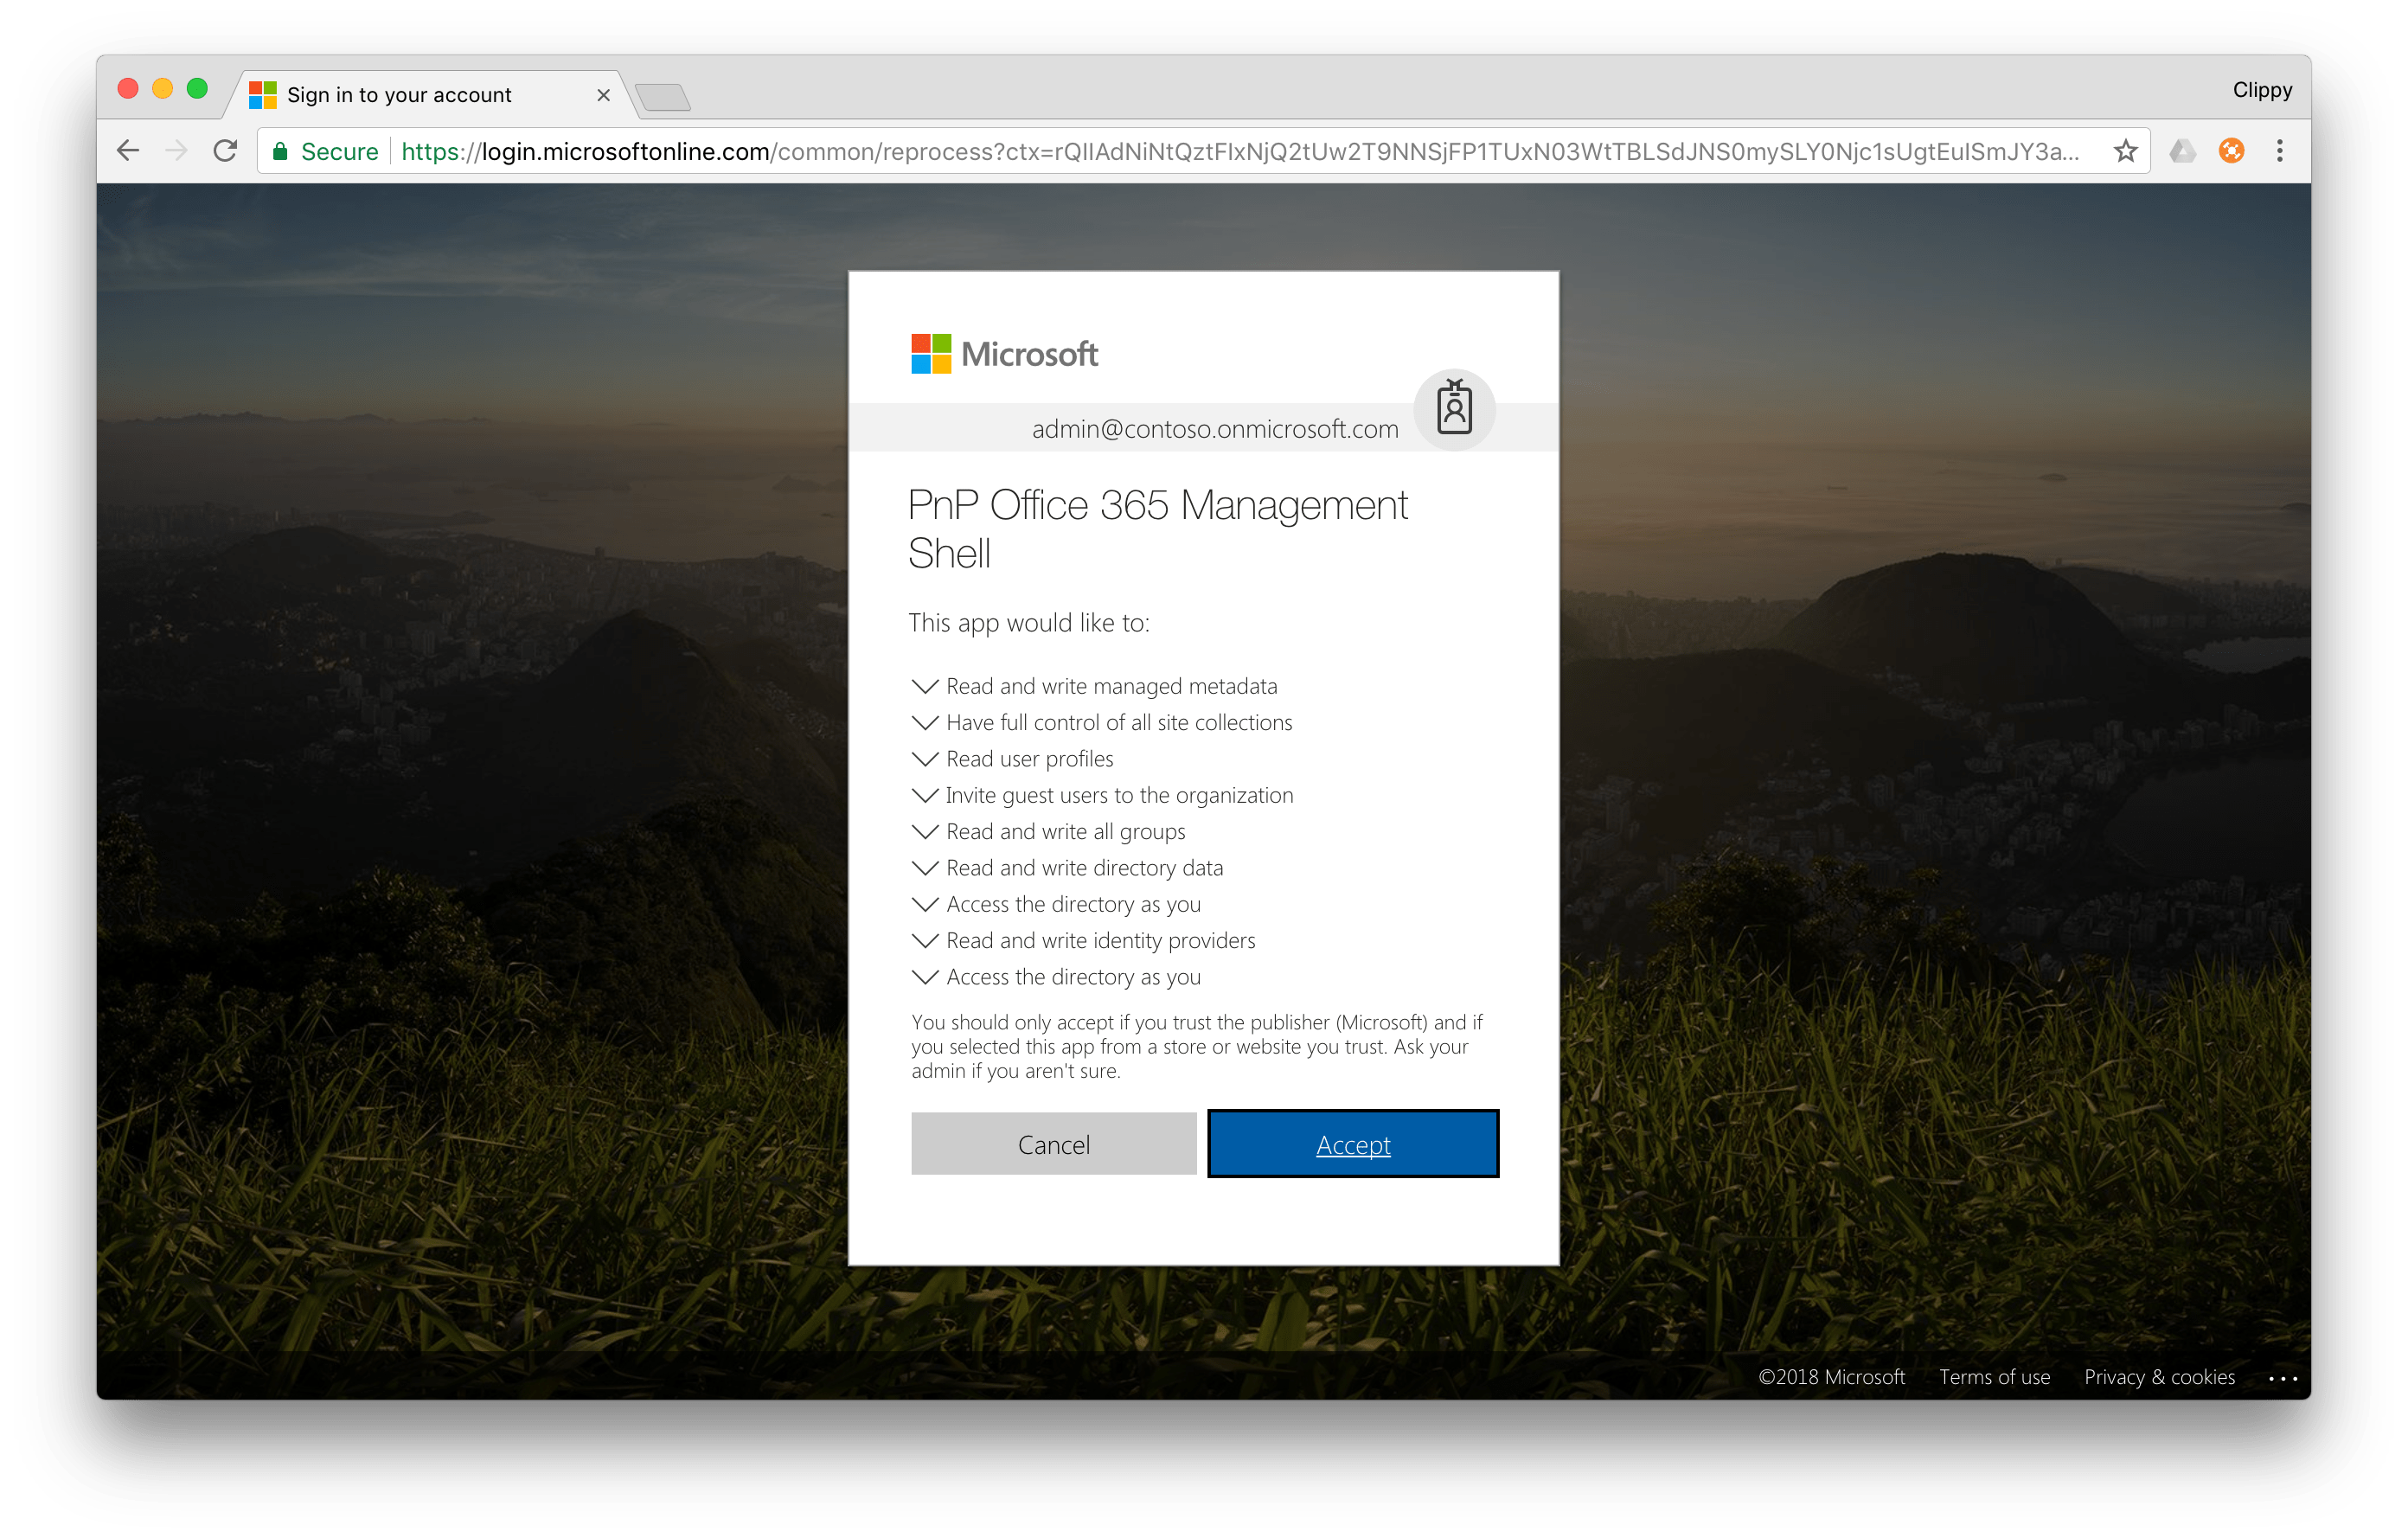 Sign in to your account
Clippy
Secure https://login.microsoftonline.com/common/reprocess?ctx=rQIIAdNiNtQztFIxNjQ2tUw2T9NNSjFP1TUxN03WtTBLSdJNS0mySLY0Njc1sUgtEuISmJY3a...
Microsoft
admin@contoso.onmicrosoft.com
PnP Office 365 Management
Shell
This app would like to:
Read and write managed metadata
Have full control of all site collections
Read user profiles
Invite guest users to the organization
Read and write all groups
Read and write directory data
Access the directory as you
Read and write identity providers
Access the directory as you
You should only accept if you trust the publisher (Microsoft) and if
you selected this app from a store or website you trust. Ask your
admin if you aren't sure.
Cancel Accept
©2018 Microsoft Terms of use Privacy & cookies ...